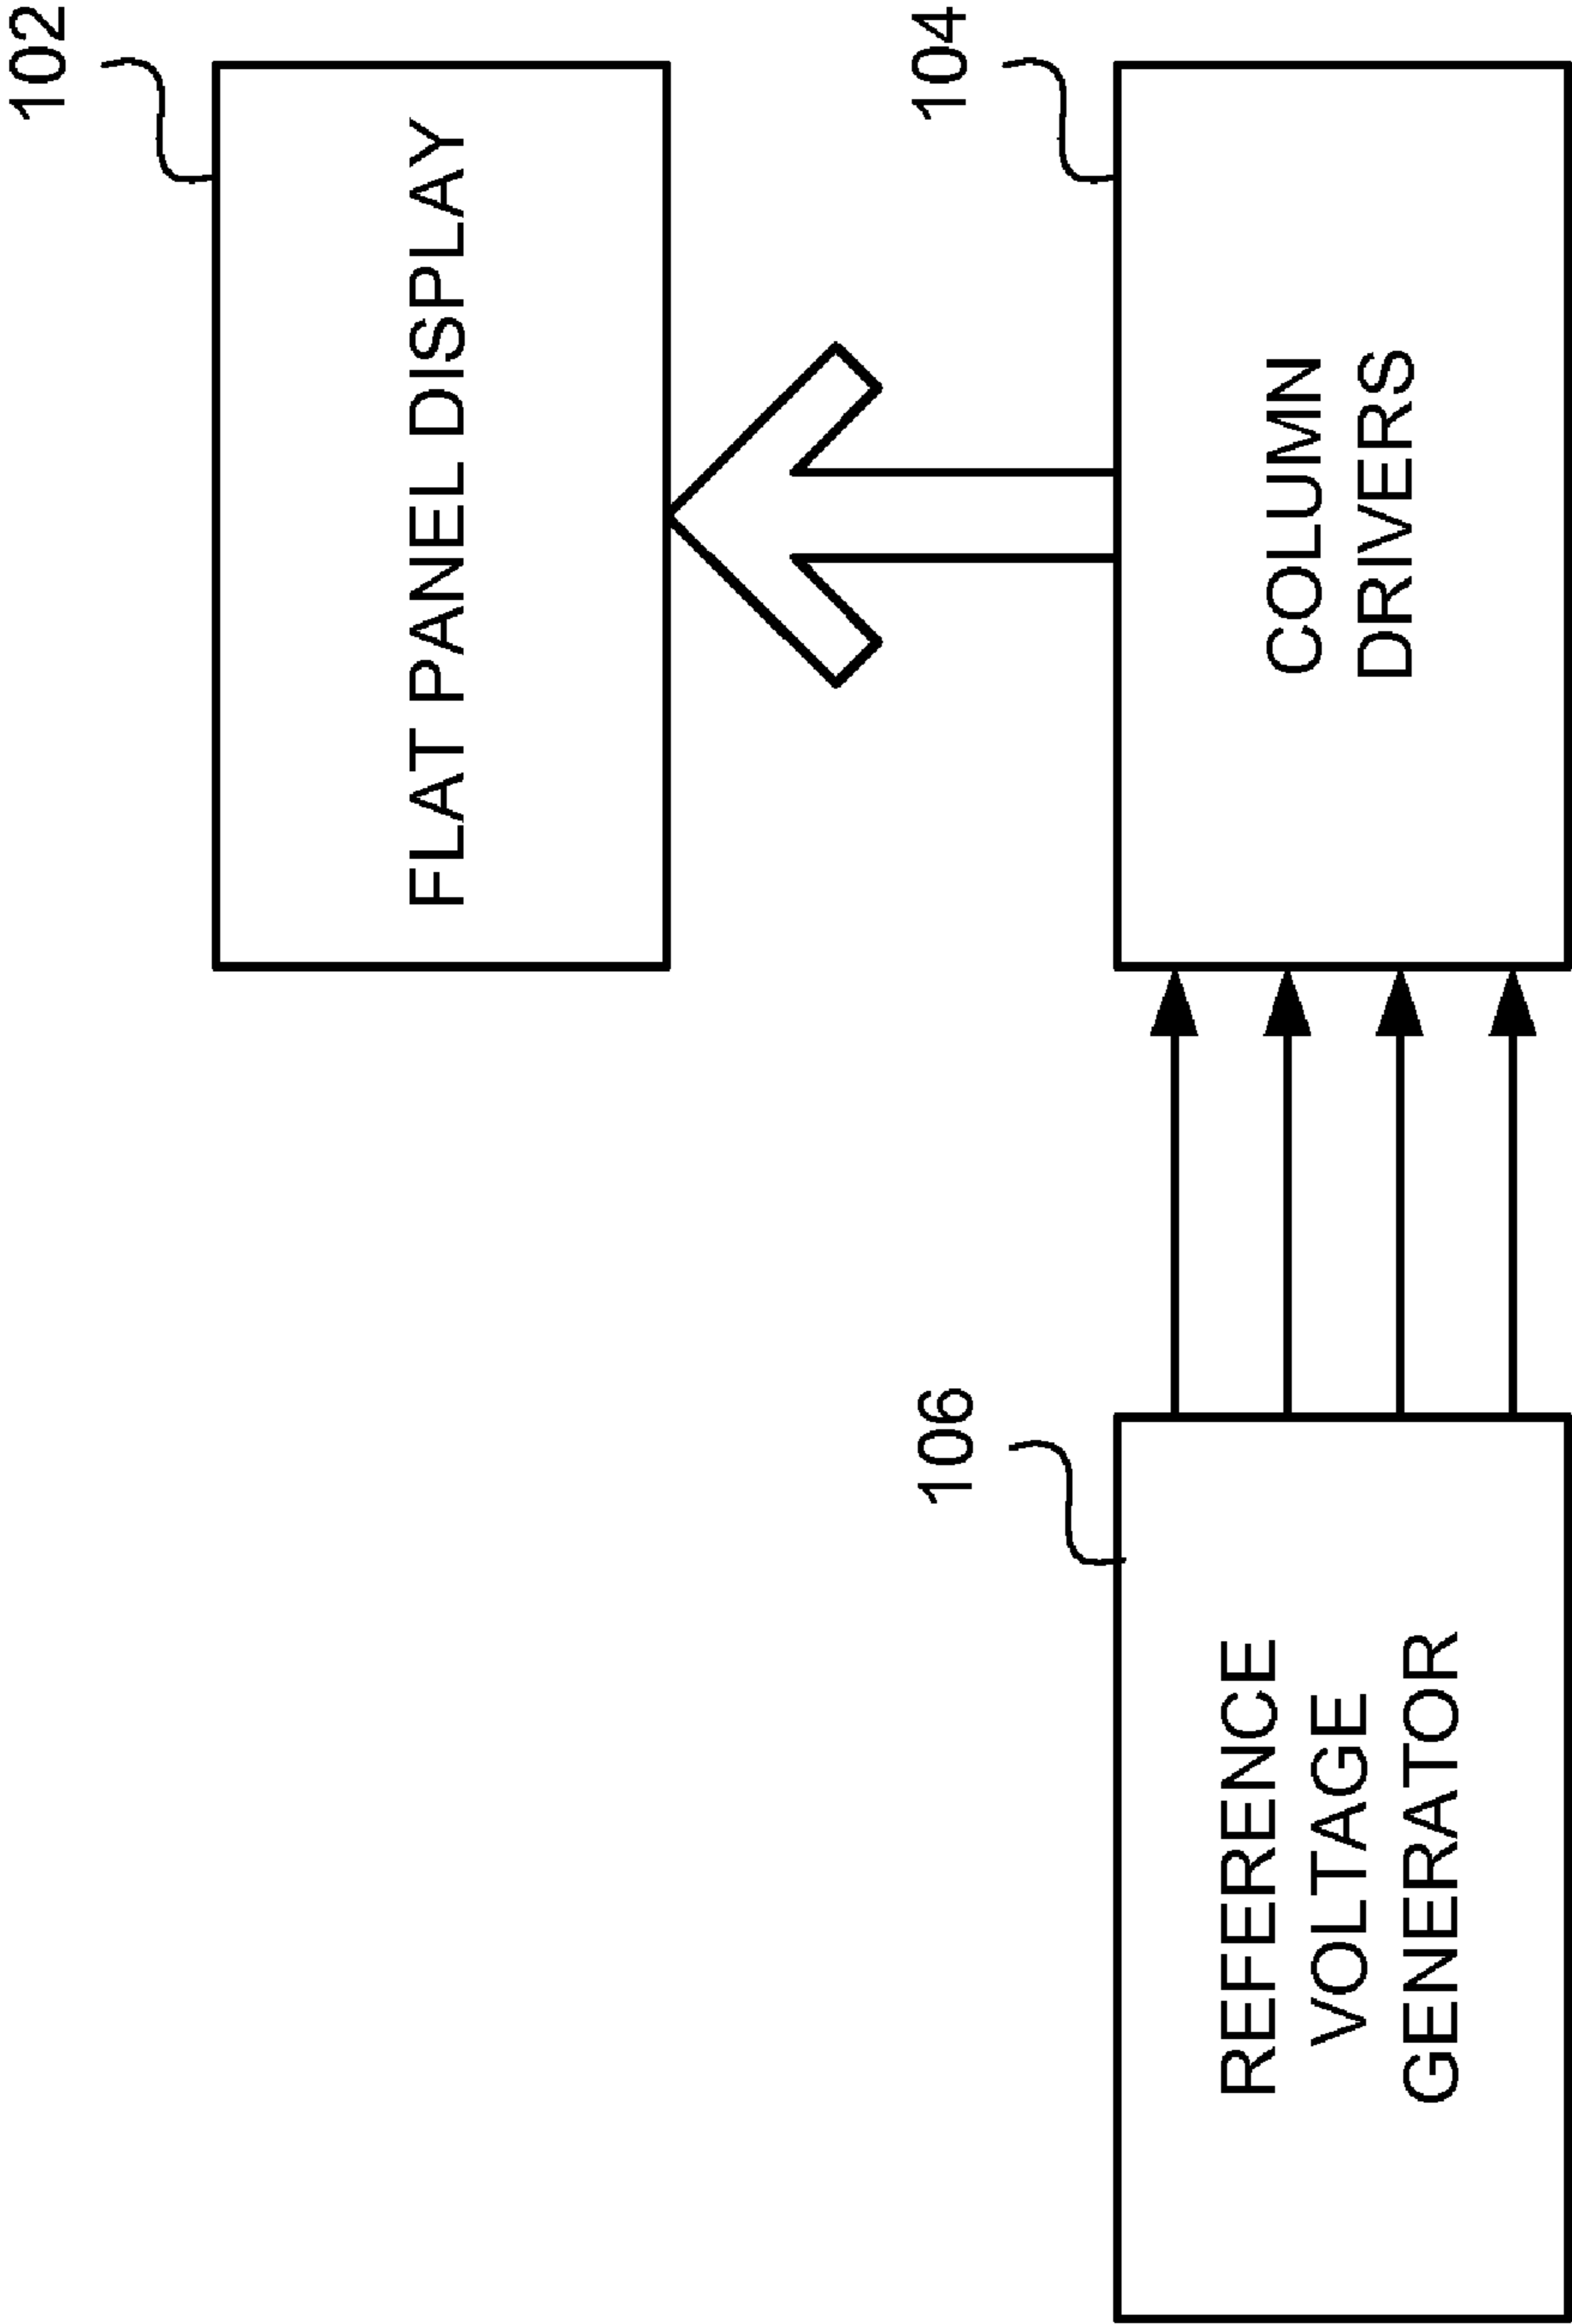 102
FLAT PANEL DISPLAY
104
COLUMN
DRIVERS
106
REFERENCE
VOLTAGE
GENERATOR